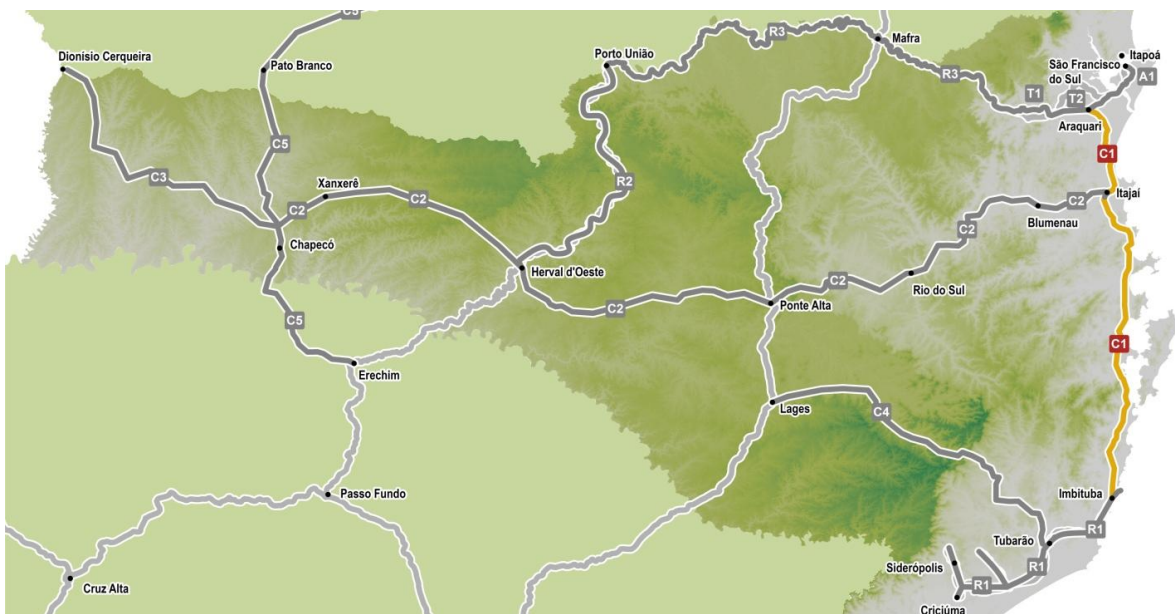 C5
Mafra
Itapoá
Dionísio Cerqueira
Pato Branco
Porto União
R3
R3
São Francisco
do Sul
A1
T1
T2
Araquari
C5
C1
C3
Xanxerê
C2
C2
R2
C2
Itajaí
Blumenau
C2
Chapecó
Herval d'Oeste
C2
Rio do Sul
C2
Ponte Alta
C5
C1
Erechim
Lages
C4
Passo Fundo
Imbituba
R1
Tubarão
Siderópolis
R1
Cruz Alta
R1
Criciúma